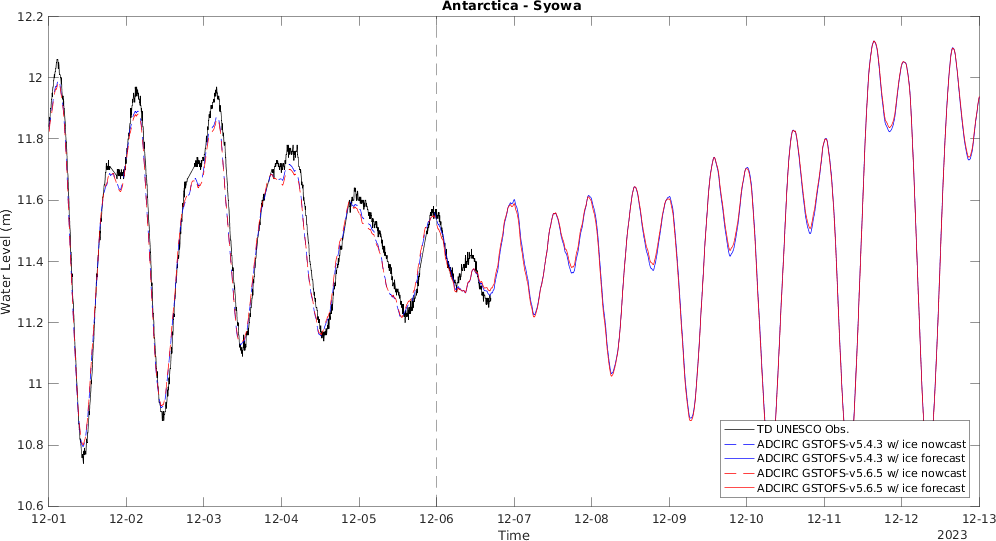 Antarctica - Syowa
12.2
12
11.8
11.6
11.4
11.2
11
10.8
10.6
Water Level (m)
12-01 12-02 12-03 12-04 12-05 12-06 12-07 12-08 12-09 12-10 12-11 12-12 12-13
Time
2023
TD UNESCO Obs.
ADCIRC GSTOFS-v5.4.3 w/ ice nowcast
ADCIRC GSTOFS-v5.4.3 w/ ice forecast
ADCIRC GSTOFS-v5.6.5 w/ ice nowcast
ADCIRC GSTOFS-v5.6.5 w/ ice forecast